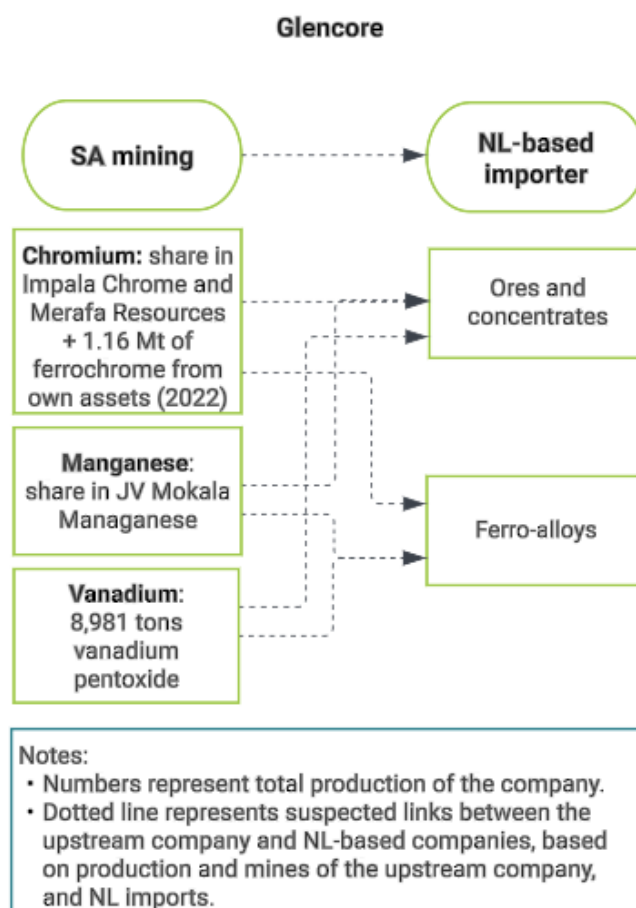 Glencore
SA mining
NL-based
importer
Chromium: share in
Impala Chrome and
Merafa Resources
+ 1.16 Mt of
ferrochrome from
own assets (2022)
Ores and
concentrates
Manganese:
share in JV Mokala
Managanese
Ferro-alloys
Vanadium:
8,981 tons
vanadium
pentoxide
Notes:
• Numbers represent total production of the company.
• Dotted line represents suspected links between the
upstream company and NL-based companies, based
on production and mines of the upstream company,
and NL imports.